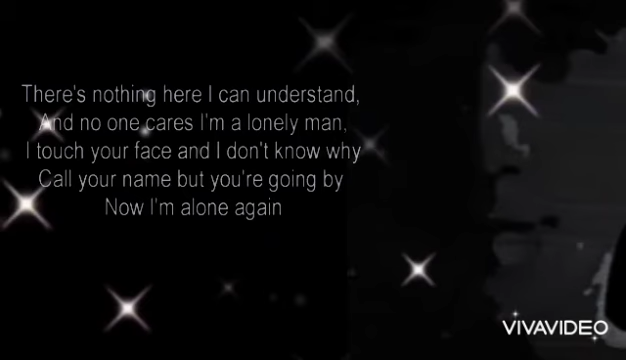 There's nothing here I can understand,
And no one cares I'm a lonely man,
I touch your face and I don't know why
Call your name but you're going by
Now I'm alone again
VIVAVIDEO